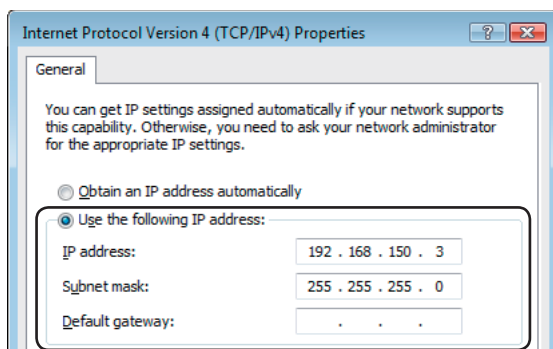 Internet Protocol Version 4 (TCP/IPv4) Properties
General
You can get IP settings assigned automatically if your network supports
this capability. Otherwise, you need to ask your network administrator
for the appropriate IP settings.
Obtain an IP address automatically
Use the following IP address:
IP address: 192 . 168 . 150 . 3
Subnet mask: 255 . 255 . 255 . 0
Default gateway: . . .